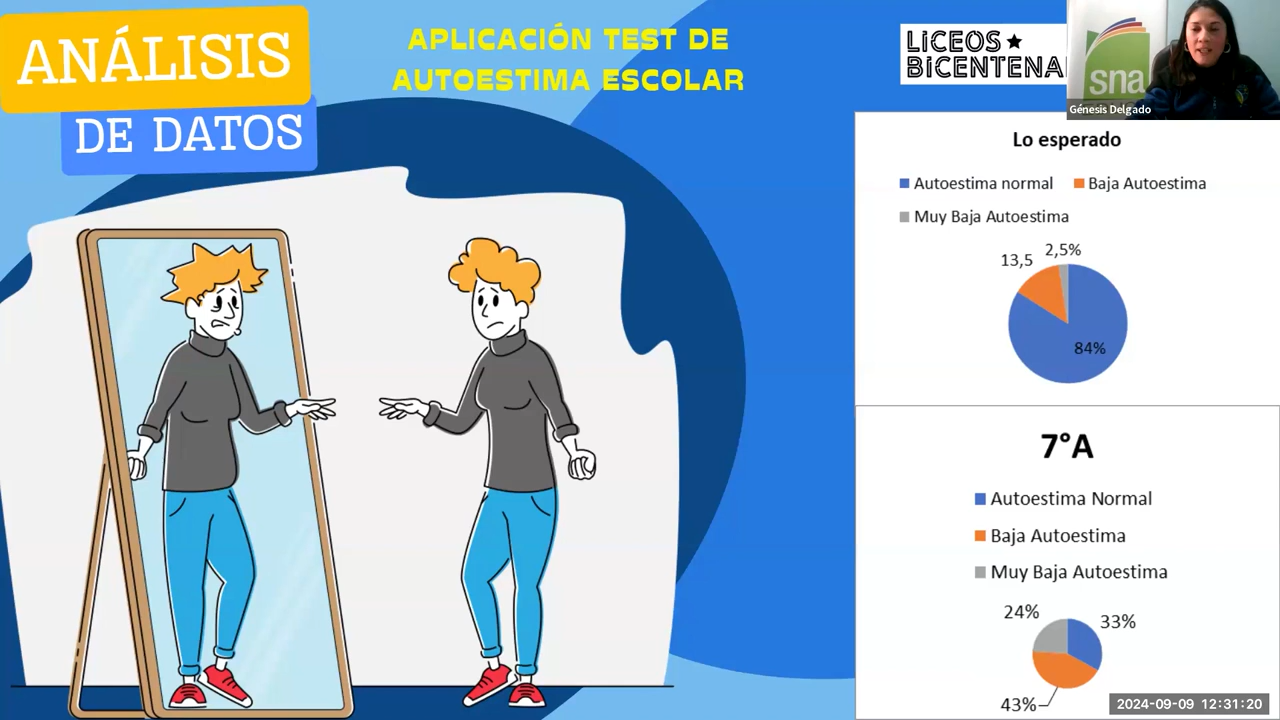 ANÁLISIS
DE DATOS
APLICACIÓN TEST DE
AUTOESTIMA ESCOLAR
LiCEOS
BiCENTENA
sna
Génesis Delgado
Lo esperado
Autoestima normal
Baja Autoestima
Muy Baja Autoestima
13,5
2,5%
84%
7°A
Autoestima Normal
Baja Autoestima
Muy Baja Autoestima
24%
33%
43%
2024-09-09 12:31:20